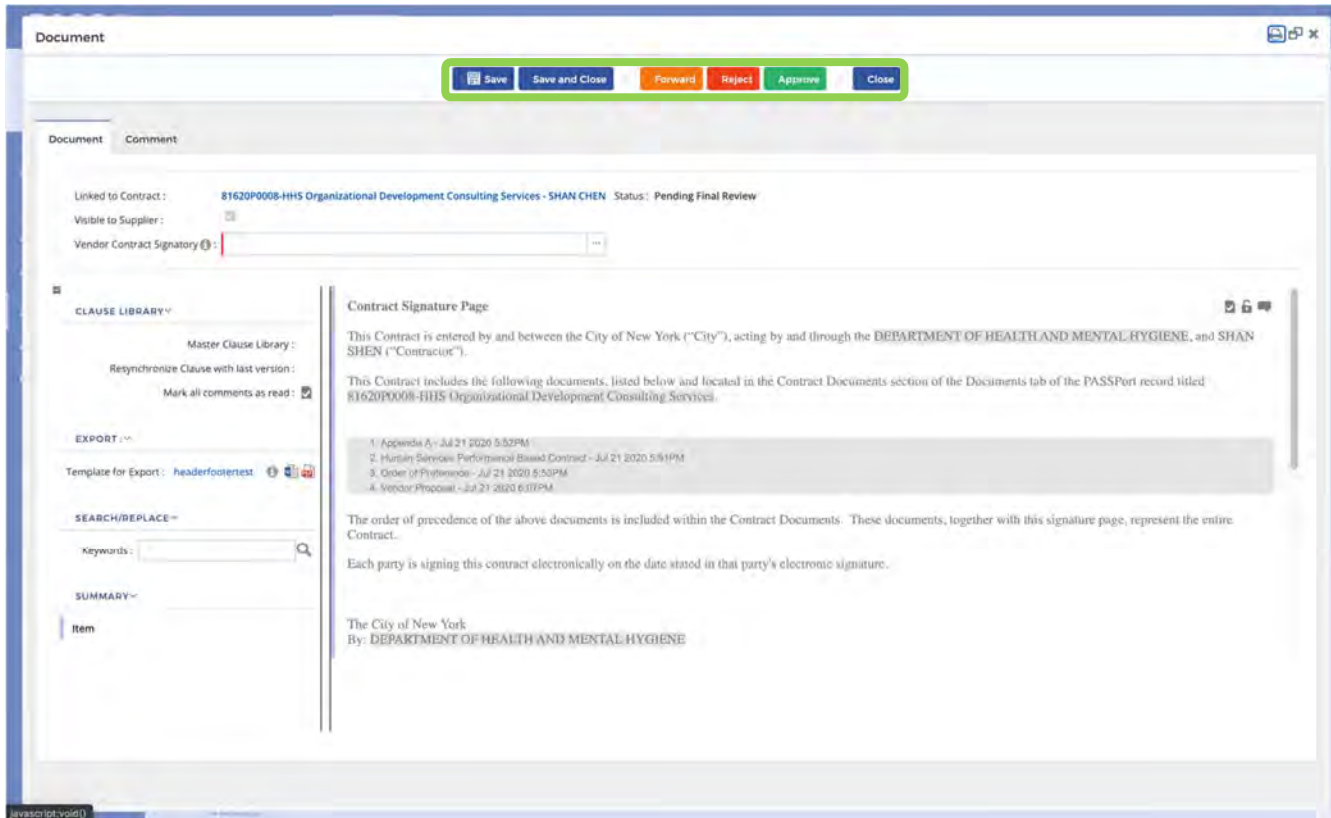 Document
Save Save and Close Forward Reject Approve Close
Document Comment
Linked to Contract : 81620P0008-HHS Organizational Development Consulting Services - SHAN CHEN Status : Pending Final Review
Visible to Supplier :
Vendor Contract Signatory :
CLAUSE LIBRARY
Master Clause Library :
Resynchronize Clause with last version :
Mark all comments as read :
EXPORT :
Template for Export : headerfootertest
SEARCH/REPLACE
Keywords :
SUMMARY
Item
Contract Signature Page
This Contract is entered by and between the City of New York ("City"), acting by and through the DEPARTMENT OF HEALTH AND MENTAL HYGIENE, and SHAN
SHEN ("Contractor").
This Contract includes the following documents, listed below and located in the Contract Documents section of the Documents tab of the PASSPort record titled
81620P0008-HHS Organizational Development Consulting Services.
1. Appendix A - Jul 21 2020 5:52PM
2. Human Services Performance Based Contract - Jul 21 2020 5:51PM
3. Order of Preference - Jul 21 2020 5:53PM
4. Vendor Proposal - Jul 21 2020 6:07PM
The order of precedence of the above documents is included within the Contract Documents. These documents, together with this signature page, represent the entire
Contract.
Each party is signing this contract electronically on the date stated in that party's electronic signature.
The City of New York
By: DEPARTMENT OF HEALTH AND MENTAL HYGIENE
javascript:void()